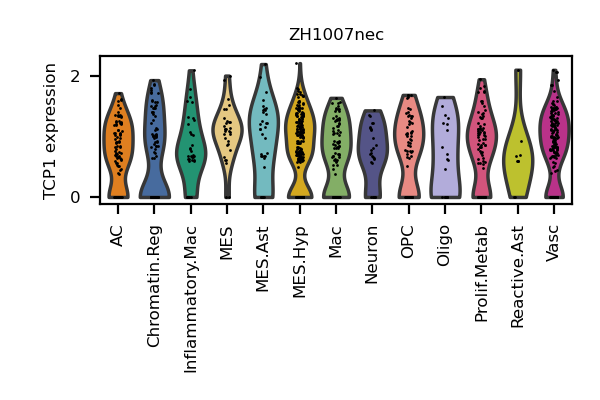 ZH1007nec
TCP1 expression
2
0
AC
Chromatin.Reg
Inflammatory.Mac
MES
MES.Ast
MES.Hyp
Mac
Neuron
OPC
Oligo
Prolif.Metab
Reactive.Ast
Vasc